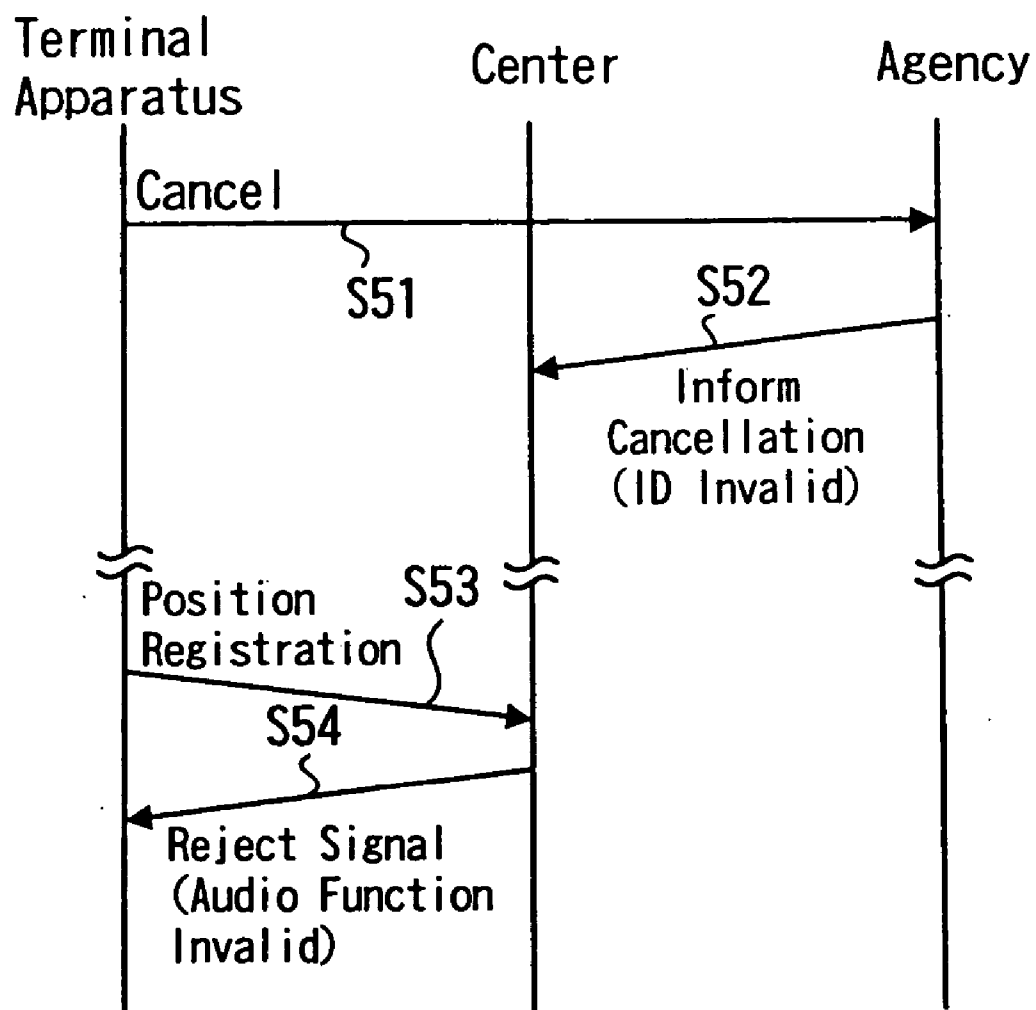 Terminal
Apparatus
Center
Agency
Cancel
S51
S52
Inform
Cancellation
(ID Invalid)
Position
Registration
S53
S54
Reject Signal
(Audio Function
Invalid)